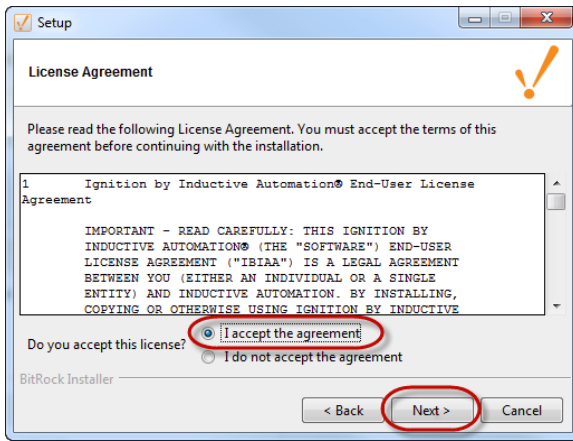 Setup
License Agreement
Please read the following License Agreement. You must accept the terms of this
agreement before continuing with the installation.
1 Ignition by Inductive Automation® End-User License
Agreement
IMPORTANT - READ CAREFULLY: THIS IGNITION BY
INDUCTIVE AUTOMATION® (THE "SOFTWARE") END-USER
LICENSE AGREEMENT ("IBIAA") IS A LEGAL AGREEMENT
BETWEEN YOU (EITHER AN INDIVIDUAL OR A SINGLE
ENTITY) AND INDUCTIVE AUTOMATION. BY INSTALLING,
COPYING OR OTHERWISE USING IGNITION BY INDUCTIVE
Do you accept this license?
I accept the agreement
I do not accept the agreement
BitRock Installer
< Back Next > Cancel